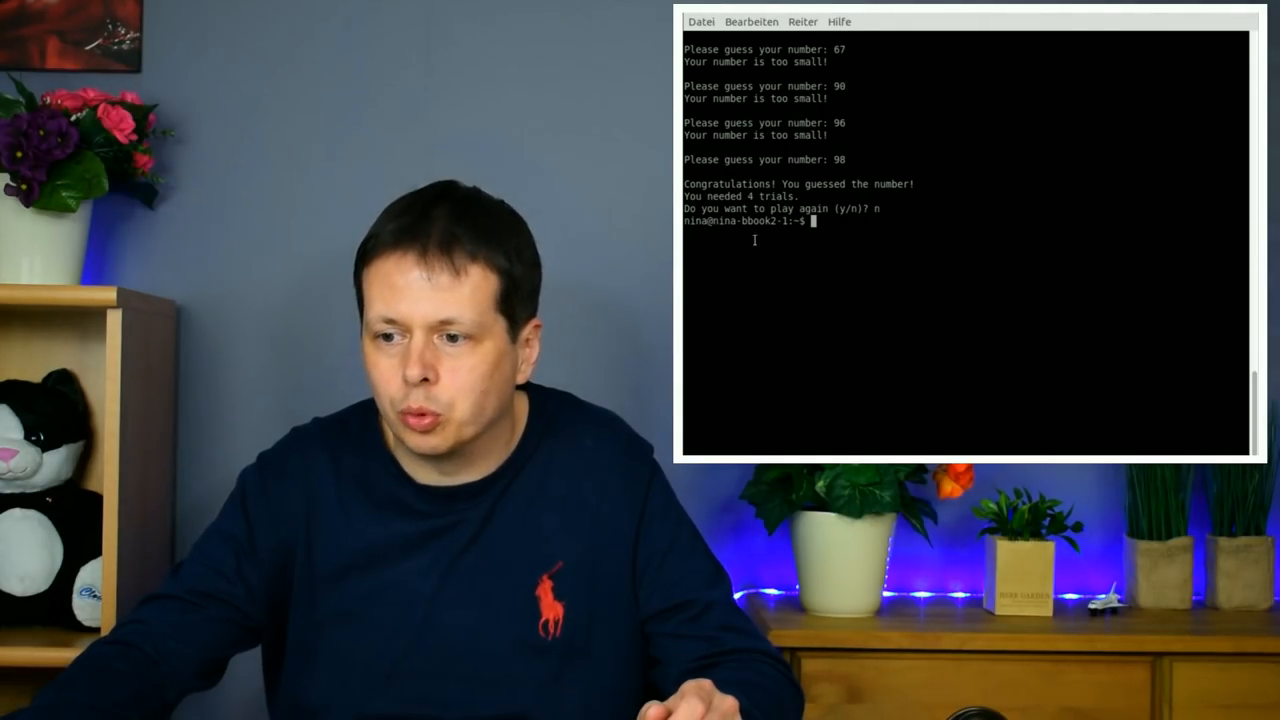 Datei Bearbeiten Reiter Hilfe
Please guess your number: 67
Your number is too small!
Please guess your number: 90
Your number is too small!
Please guess your number: 96
Your number is too small!
Please guess your number: 98
Congratulations! You guessed the number!
You needed 4 trials.
Do you want to play again (y/n)? n
nina@nina-bbook2-1:~$
HERB GARDEN